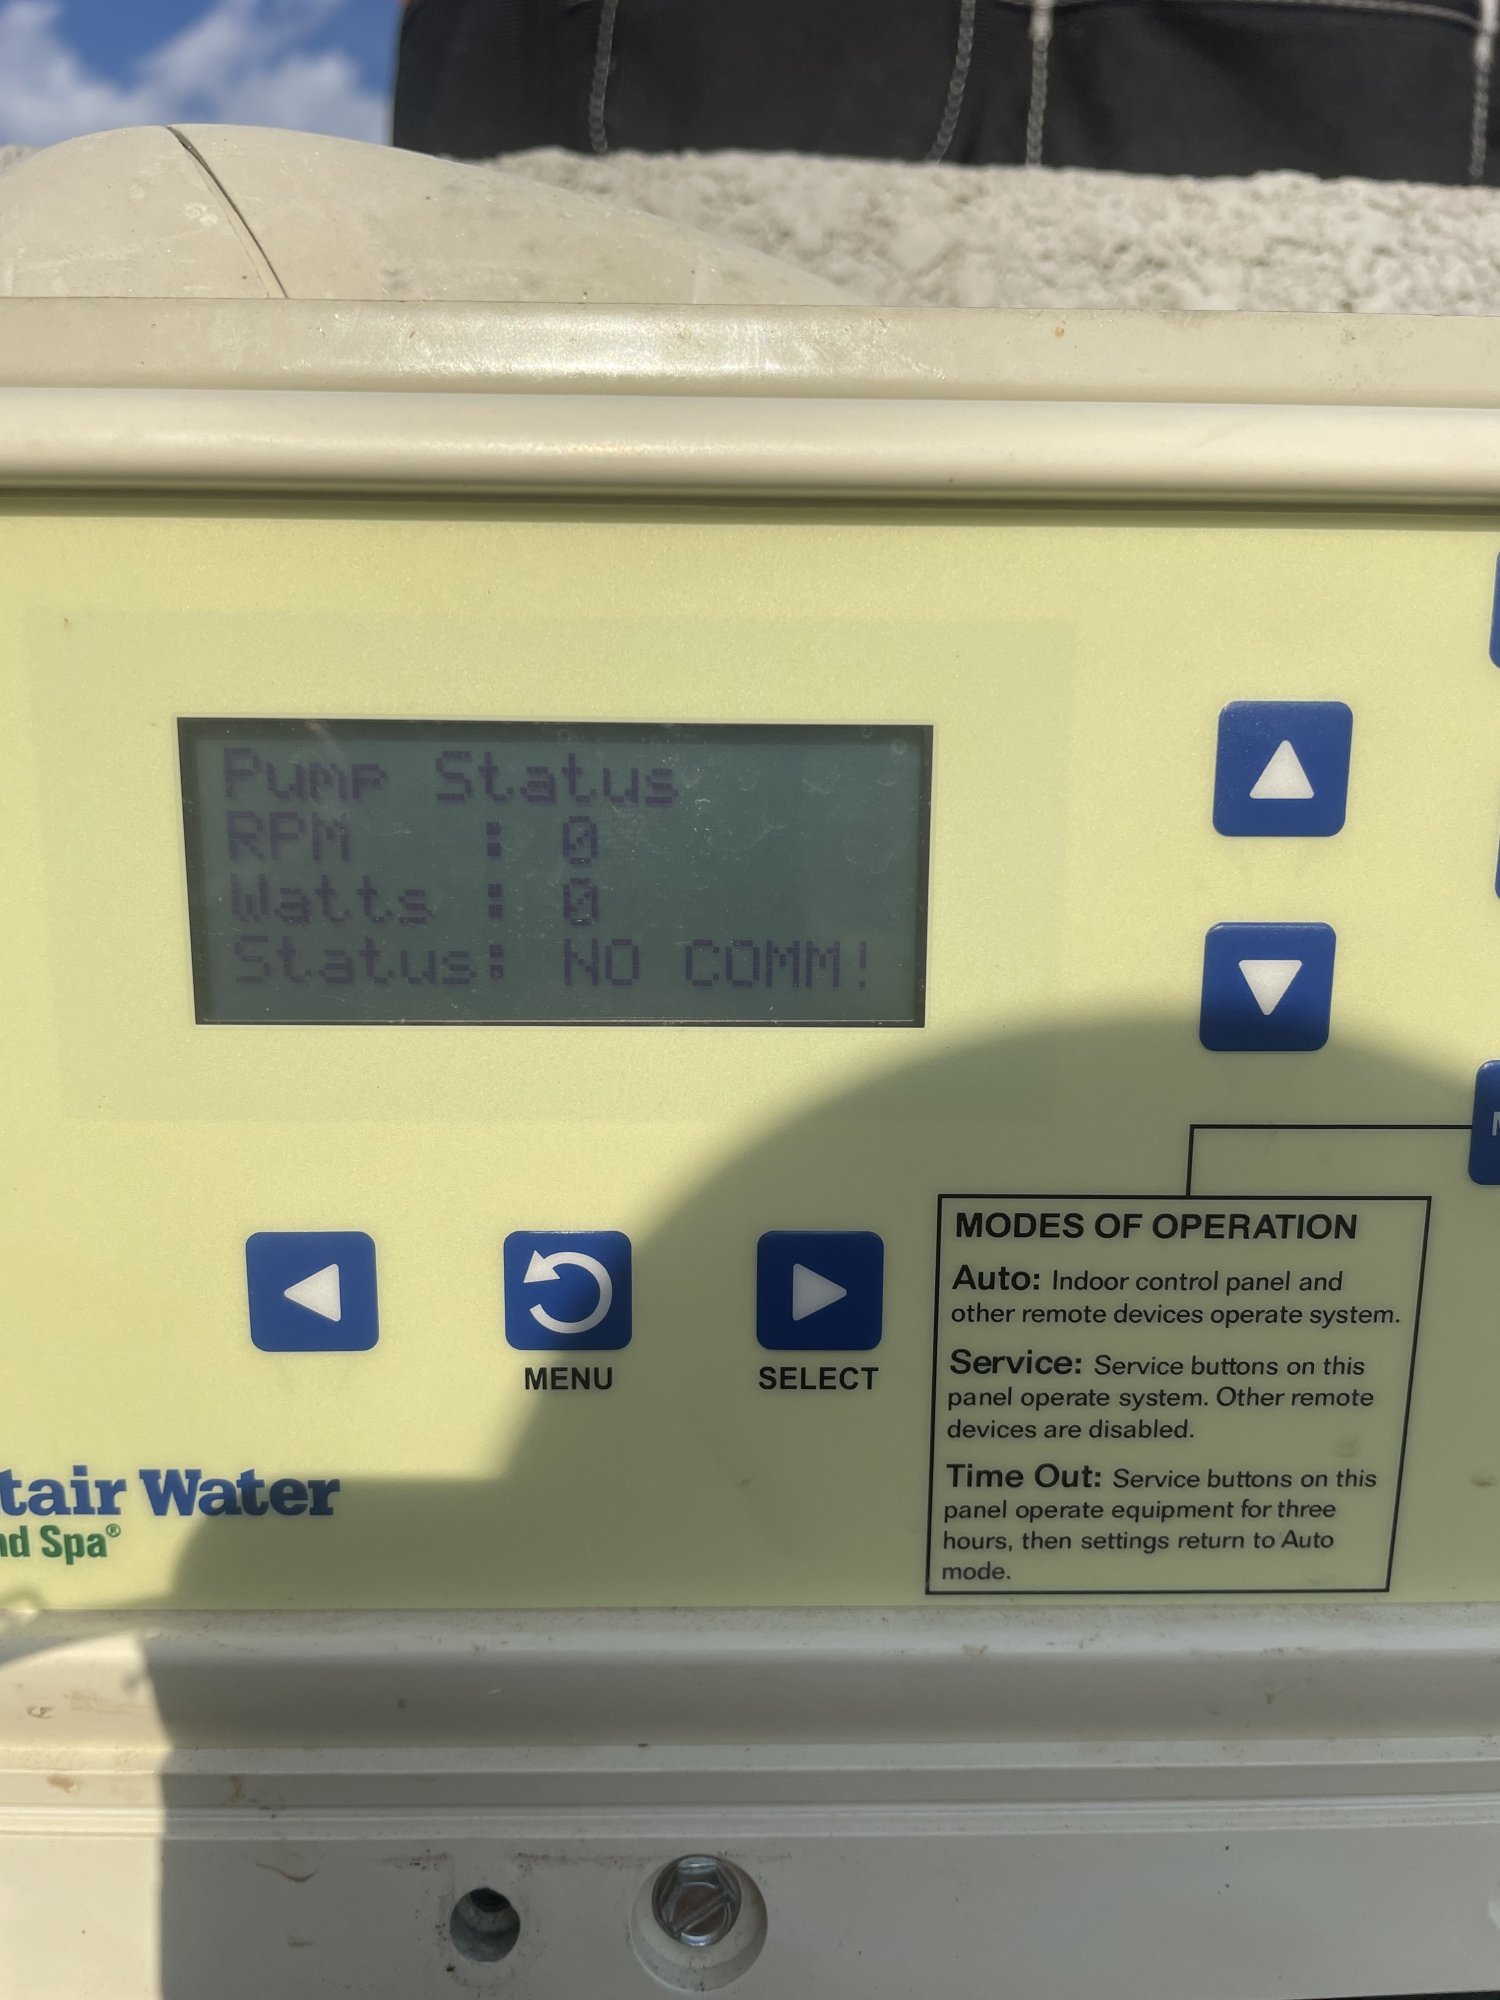 Pump Status
RPM : 0
Watts : 0
Status: NO COMM!
MENU
SELECT
MODES OF OPERATION
Auto: Indoor control panel and
other remote devices operate system.
Service: Service buttons on this
panel operate system. Other remote
devices are disabled.
Time Out: Service buttons on this
panel operate equipment for three
hours, then settings return to Auto
mode.
tair Water
nd Spa®